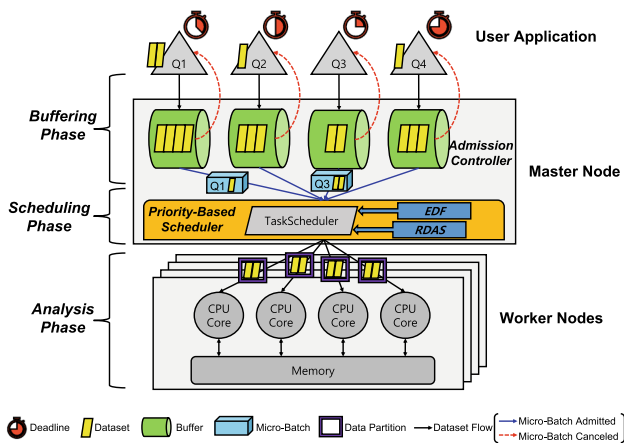 User Application
Q1
Q2
Q3
Q4
Buffering
Phase
Admission
Controller
Master Node
Q1
Q3
Scheduling
Phase
Priority-Based
Scheduler
TaskScheduler
EDF
RDAS
Analysis
Phase
CPU
Core
CPU
Core
CPU
Core
CPU
Core
Worker Nodes
Memory
Deadline
Dataset
Buffer
Micro-Batch
Data Partition
Dataset Flow
Micro-Batch Admitted
Micro-Batch Canceled